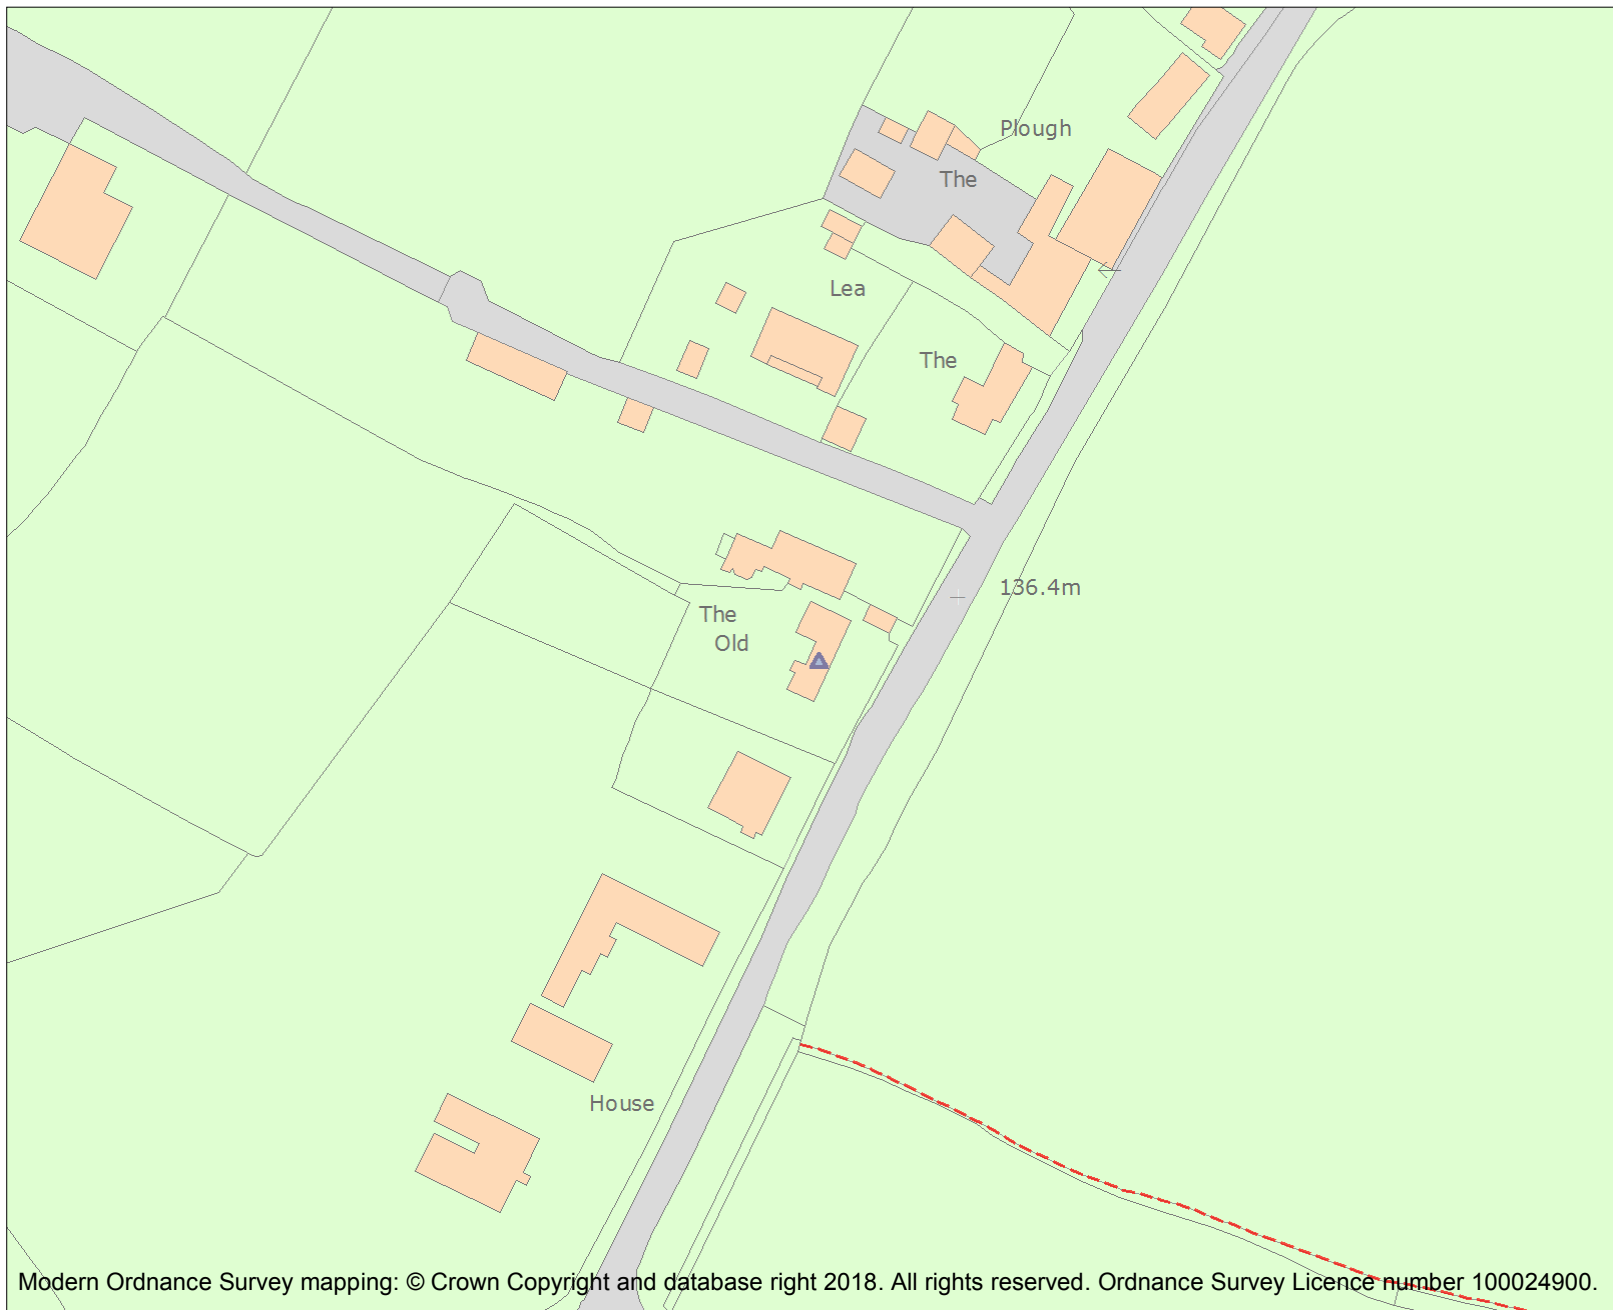 Plough
The
Lea
The
136.4m
The
Old
House
Modern Ordnance Survey mapping: © Crown Copyright and database right 2018. All rights reserved. Ordnance Survey Licence number 100024900.